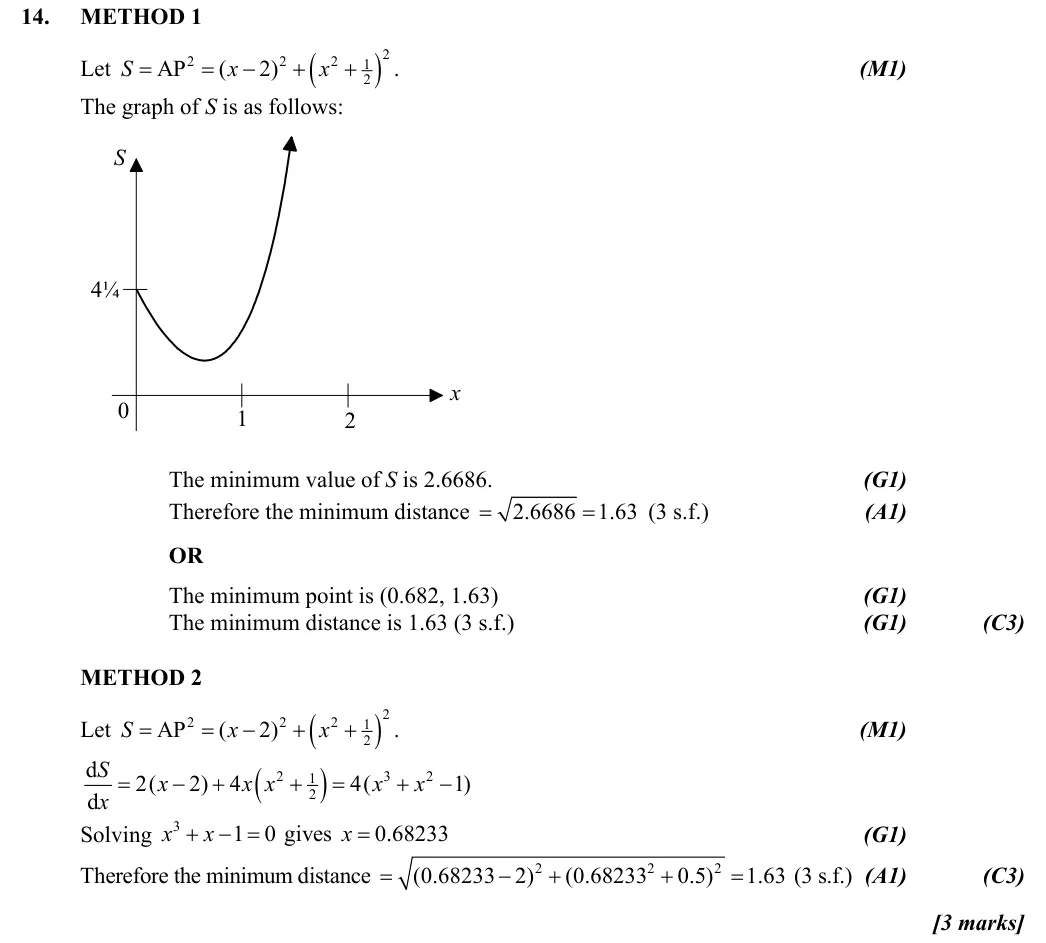 14. METHOD 1
Let S = AP² = (x − 2)² + (x² + ½)² . (M1)
The graph of S is as follows:
S
4¼
0 1 2 x
The minimum value of S is 2.6686. (G1)
Therefore the minimum distance = √2.6686 = 1.63 (3 s.f.) (A1)
OR
The minimum point is (0.682, 1.63) (G1)
The minimum distance is 1.63 (3 s.f.) (G1) (C3)
METHOD 2
Let S = AP² = (x − 2)² + (x² + ½)² . (M1)
dS/dx = 2(x − 2) + 4x(x² + ½) = 4(x³ + x² − 1)
Solving x³ + x − 1 = 0 gives x = 0.68233 (G1)
Therefore the minimum distance = √((0.68233 − 2)² + (0.68233² + 0.5)²) = 1.63 (3 s.f.) (A1) (C3)
[3 marks]